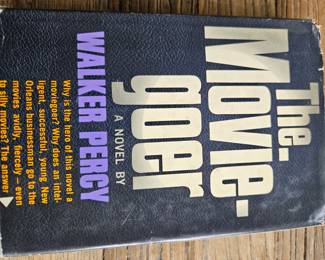 The
Movie-
goer
A NOVEL BY
WALKER PERCY
Why is the hero of this novel a
moviegoer? Why does an intel-
ligent, successful, young New
Orleans businessman go to the
movies avidly, fiercely — even
to silly movies? The answer